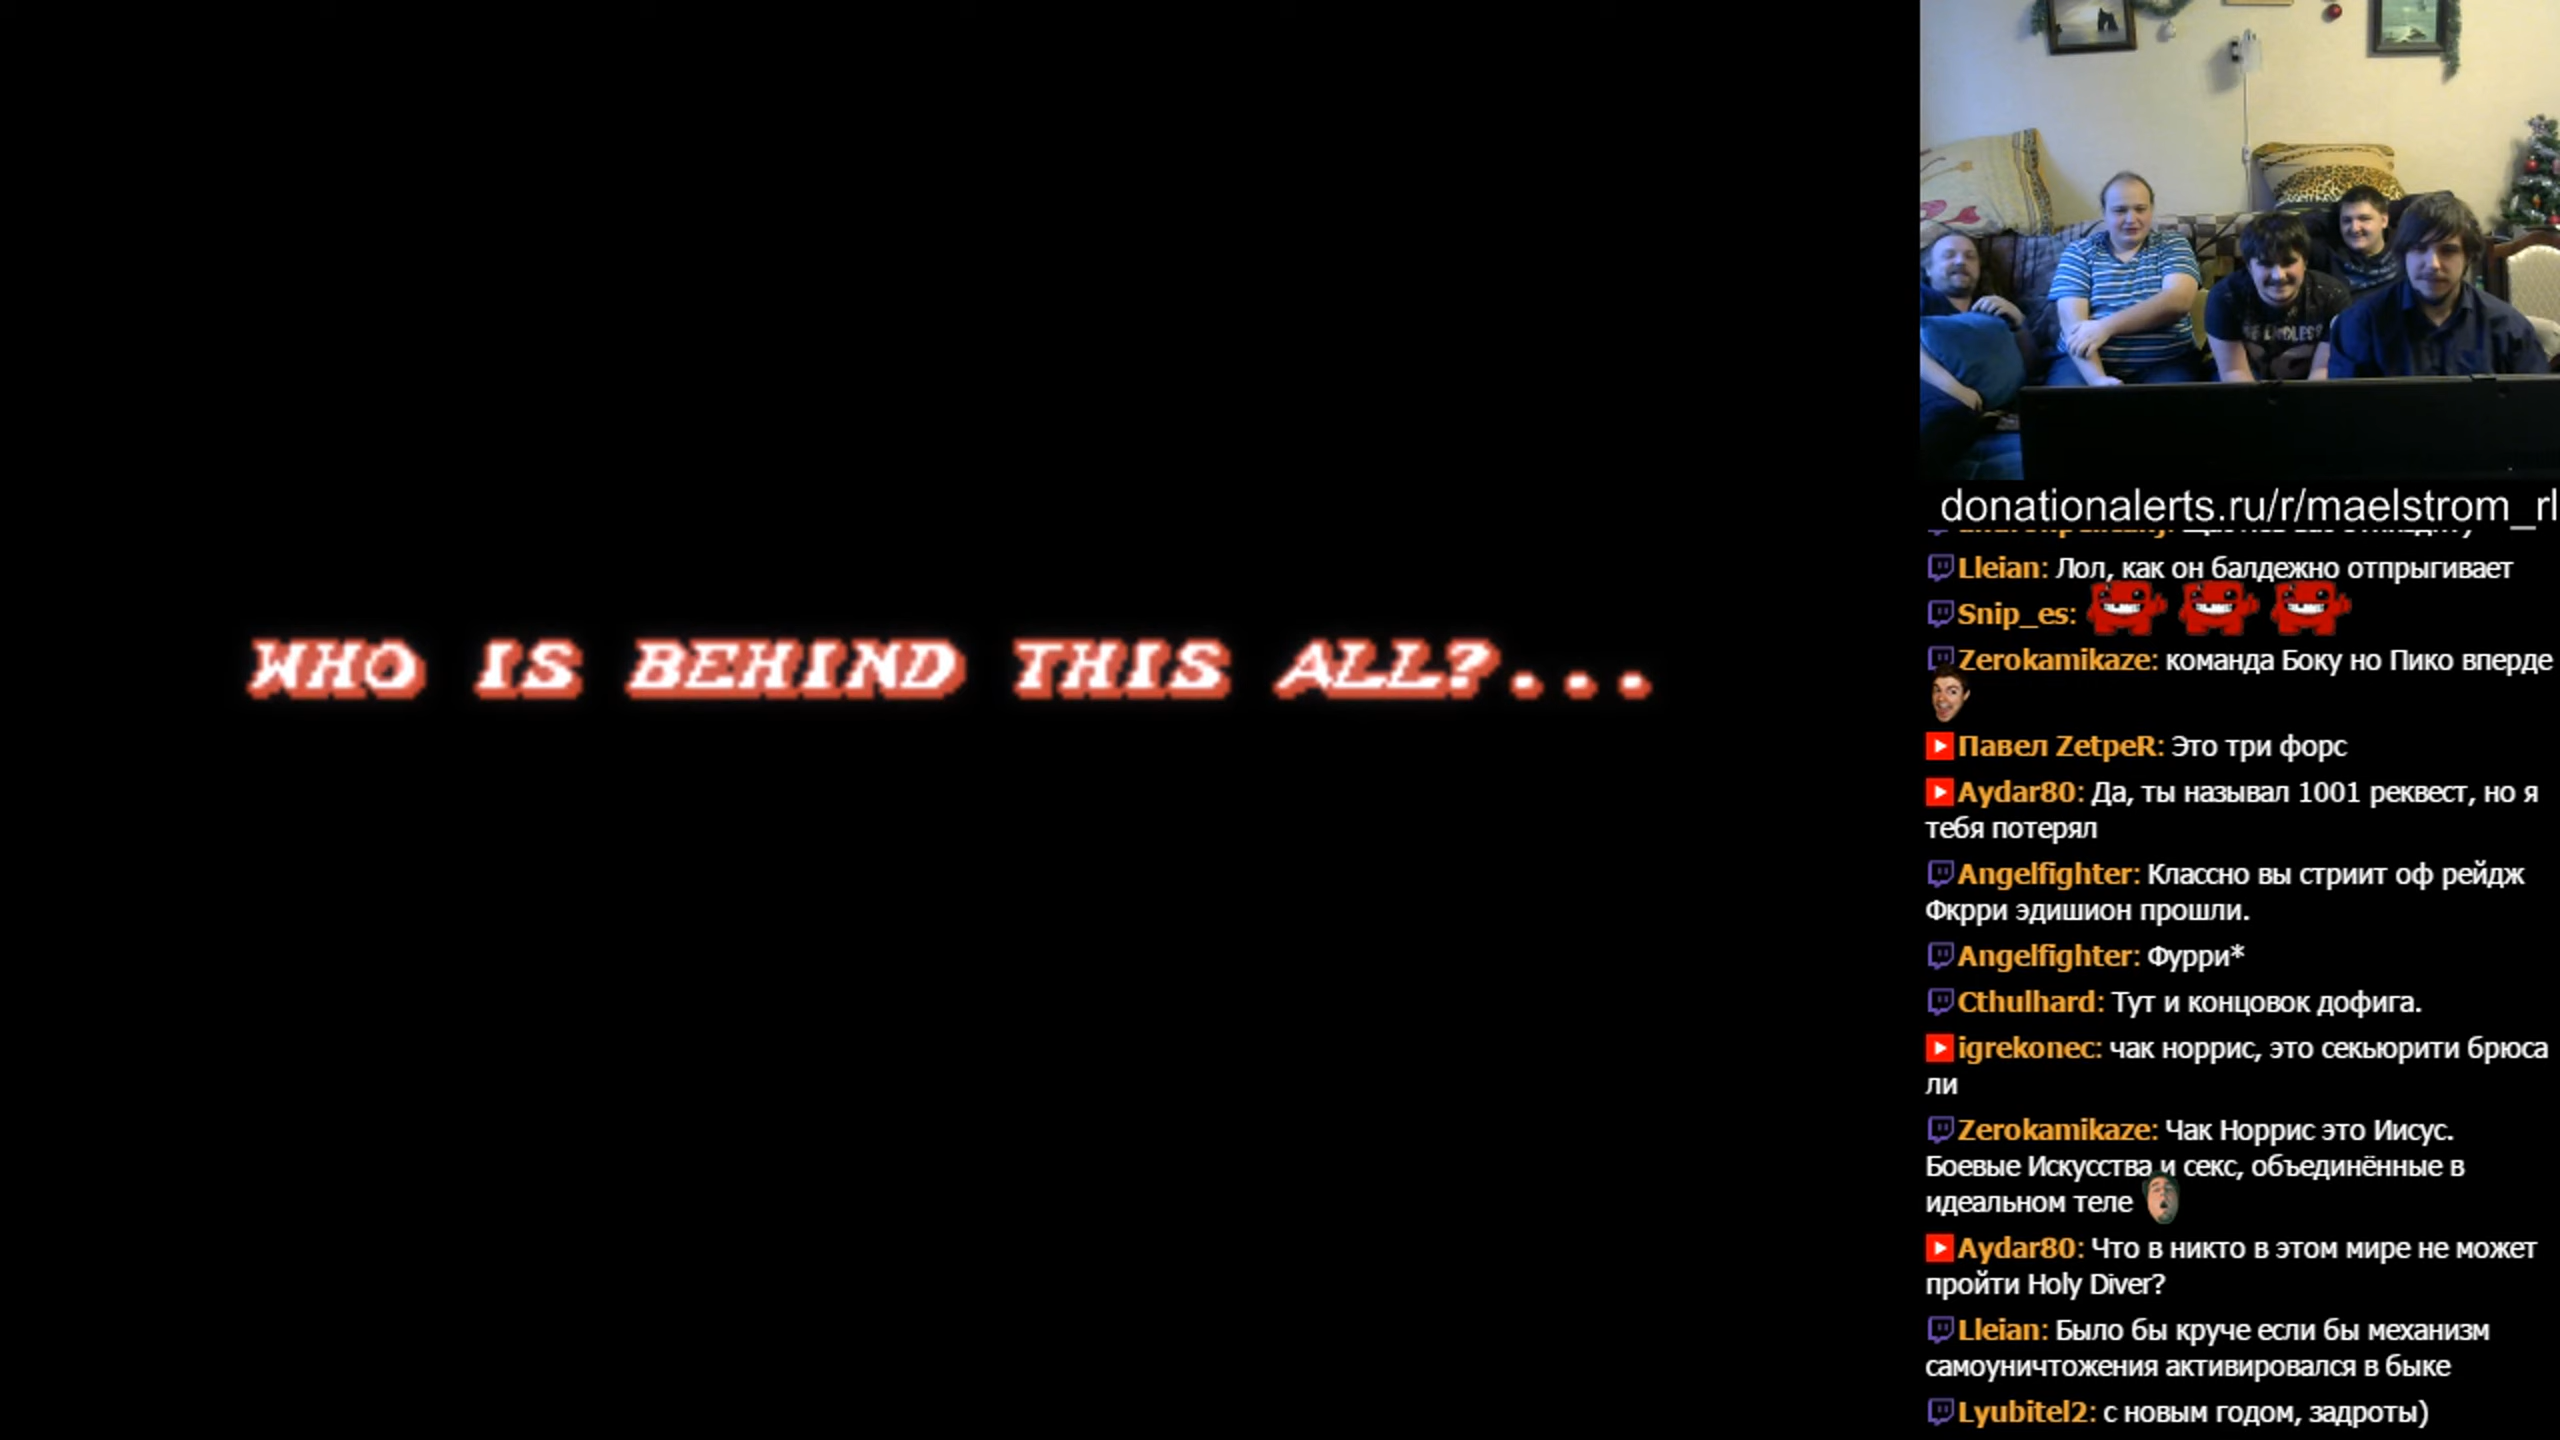 WHO IS BEHIND THIS ALL?...
donationalerts.ru/r/maelstrom_rl
Lleian: Лол, как он балдежно отпрыгивает
Snip_es:
Zerokamikaze: команда Боку но Пико вперде
Павел ZetpeR: Это три форс
Aydar80: Да, ты называл 1001 реквест, но я
тебя потерял
Angelfighter: Классно вы стриит оф рейдж
Фкрри эдишион прошли.
Angelfighter: Фурри*
Cthulhard: Тут и концовок дофига.
igrekonec: чак норрис, это секьюрити брюса
ли
Zerokamikaze: Чак Норрис это Иисус.
Боевые Искусства и секс, объединённые в
идеальном теле
Aydar80: Что в никто в этом мире не может
пройти Holy Diver?
Lleian: Было бы круче если бы механизм
самоуничтожения активировался в быке
Lyubitel2: с новым годом, задроты)